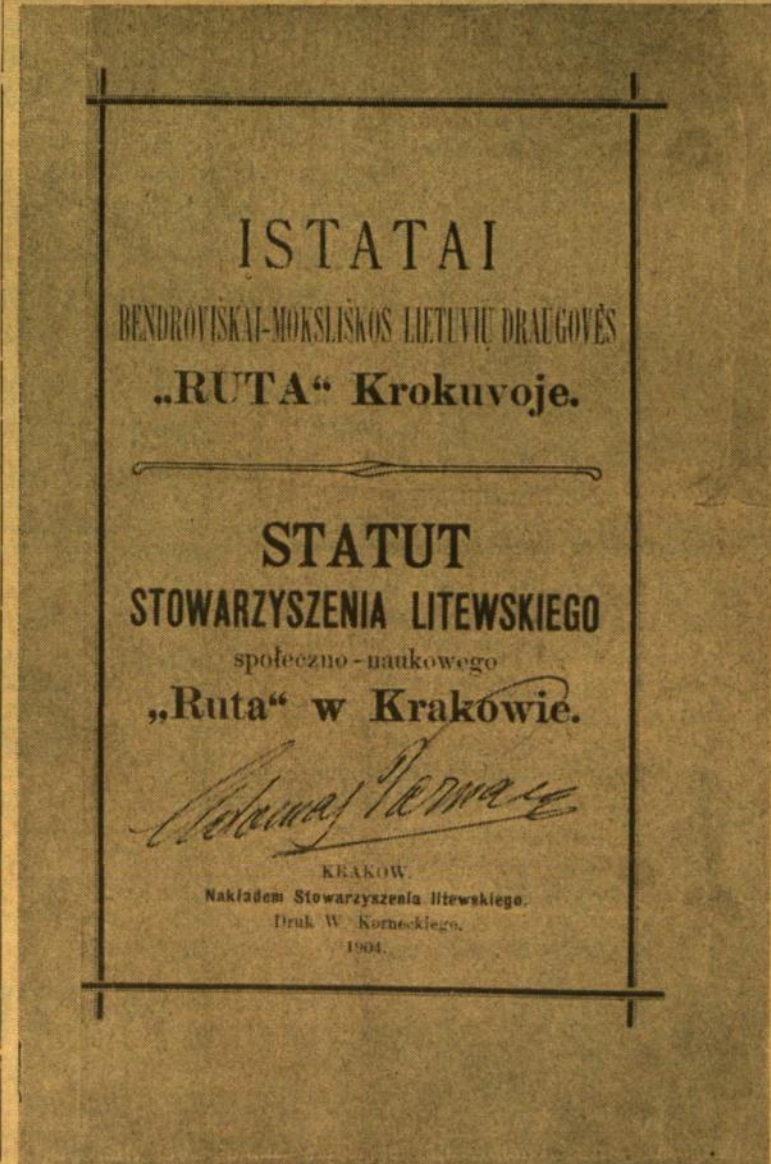 ĮSTATAI
BENDROVIŠKAI-MOKSLIŠKOS LIETUVIŲ DRAUGOVĖS
„RUTA“ Krokuvoje.
STATUT
STOWARZYSZENIA LITEWSKIEGO
społeczno-naukowego
„Ruta“ w Krakowie.
KRAKÓW.
Nakładem Stowarzyszenia litewskiego.
Druk W. Korneckiego.
1904.